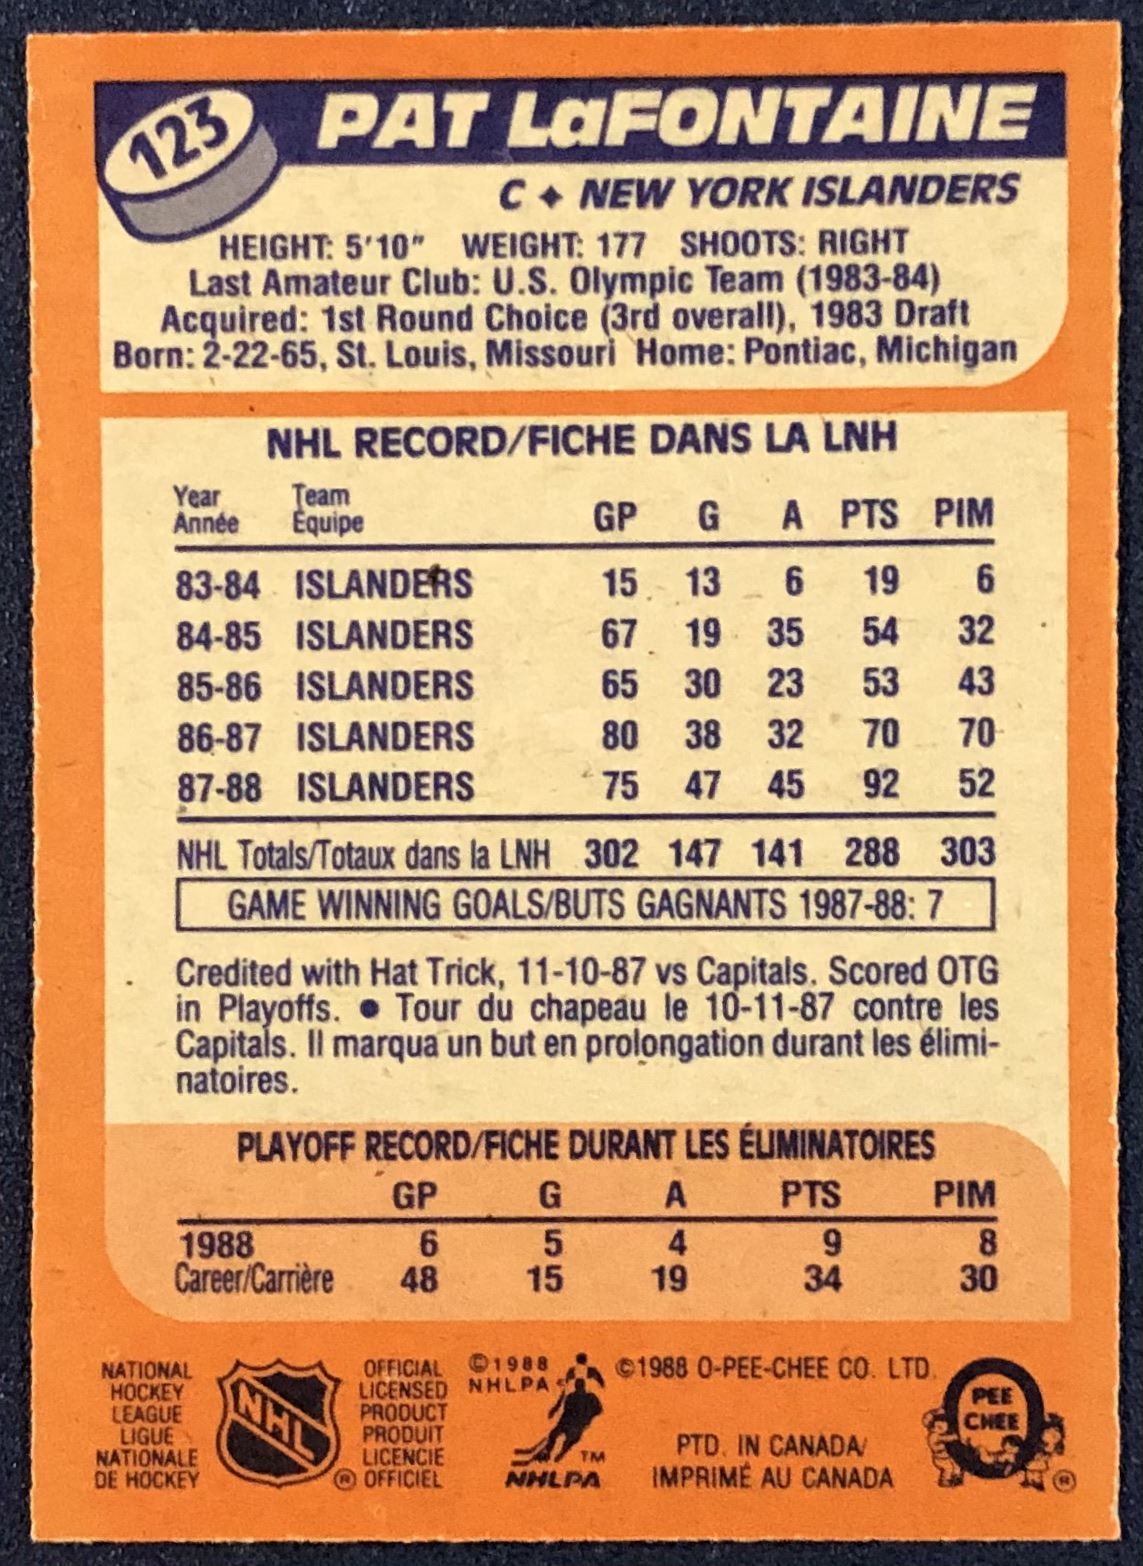 123
PAT LaFONTAINE
C ♦ NEW YORK ISLANDERS
HEIGHT: 5'10" WEIGHT: 177 SHOOTS: RIGHT
Last Amateur Club: U.S. Olympic Team (1983-84)
Acquired: 1st Round Choice (3rd overall), 1983 Draft
Born: 2-22-65, St. Louis, Missouri Home: Pontiac, Michigan
NHL RECORD/FICHE DANS LA LNH
Year Team
Année Équipe GP G A PTS PIM
83-84 ISLANDERS 15 13 6 19 6
84-85 ISLANDERS 67 19 35 54 32
85-86 ISLANDERS 65 30 23 53 43
86-87 ISLANDERS 80 38 32 70 70
87-88 ISLANDERS 75 47 45 92 52
NHL Totals/Totaux dans la LNH 302 147 141 288 303
GAME WINNING GOALS/BUTS GAGNANTS 1987-88: 7
Credited with Hat Trick, 11-10-87 vs Capitals. Scored OTG
in Playoffs. ● Tour du chapeau le 10-11-87 contre les
Capitals. Il marqua un but en prolongation durant les élimi-
natoires.
PLAYOFF RECORD/FICHE DURANT LES ÉLIMINATOIRES
GP G A PTS PIM
1988 6 5 4 9 8
Career/Carrière 48 15 19 34 30
NATIONAL
HOCKEY
LEAGUE
LIGUE
NATIONALE
DE HOCKEY
NHL
®
OFFICIAL
LICENSED
PRODUCT
PRODUIT
LICENCIE
OFFICIEL
©1988
NHLPA
TM
NHLPA
©1988 O-PEE-CHEE CO. LTD.
PTD. IN CANADA/
IMPRIMÉ AU CANADA
PEE
CHEE
®